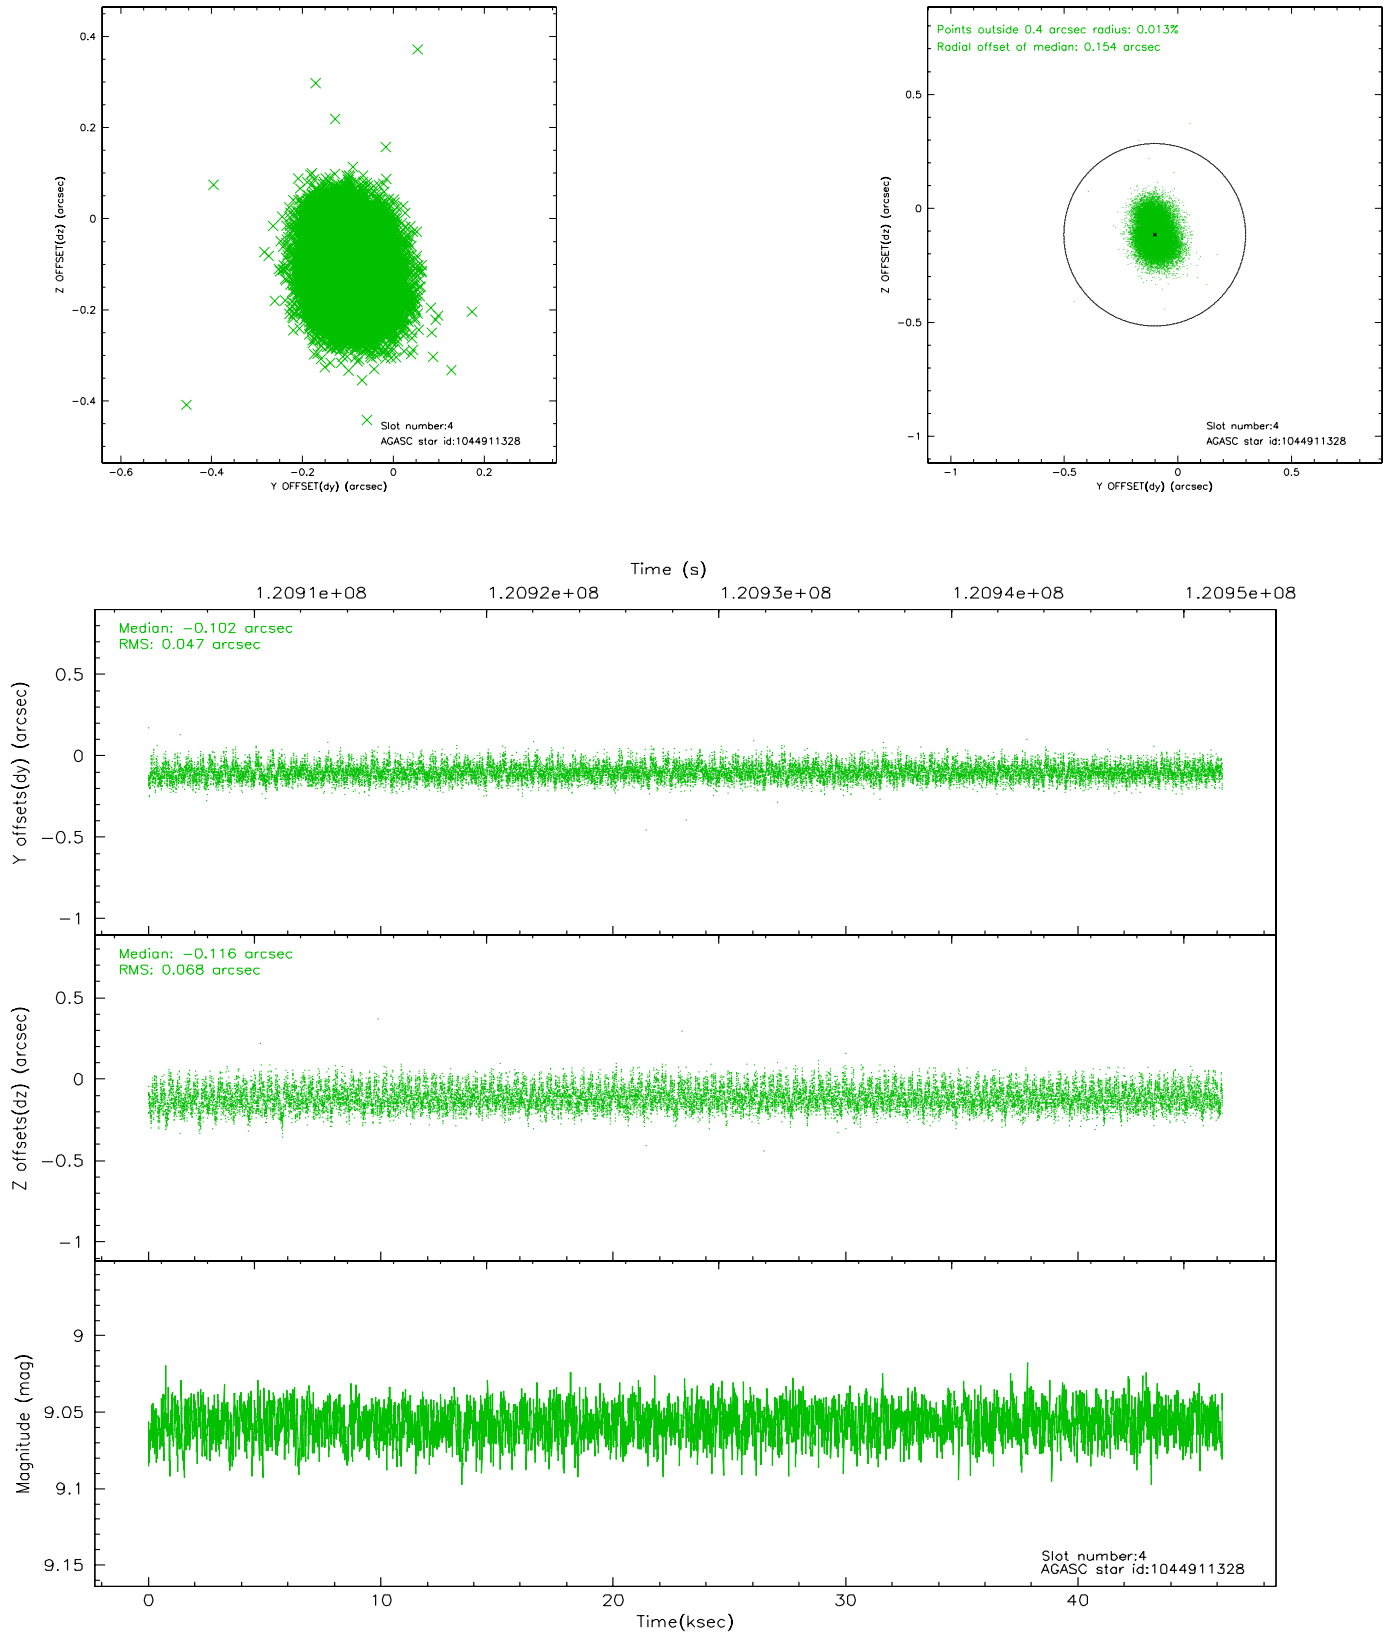 0.4
0.2
0
−0.2
−0.4
Z OFFSET(dz) (arcsec)
−0.6 −0.4 −0.2 0 0.2
Y OFFSET(dy) (arcsec)
Slot number:4
AGASC star id:1044911328
Points outside 0.4 arcsec radius: 0.013%
Radial offset of median: 0.154 arcsec
0.5
0
−0.5
−1
Z OFFSET(dz) (arcsec)
−1 −0.5 0 0.5
Y OFFSET(dy) (arcsec)
Slot number:4
AGASC star id:1044911328
Time (s)
1.2091e+08 1.2092e+08 1.2093e+08 1.2094e+08 1.2095e+08
Median: −0.102 arcsec
RMS: 0.047 arcsec
0.5
0
−0.5
−1
Y offsets(dy) (arcsec)
Median: −0.116 arcsec
RMS: 0.068 arcsec
0.5
0
−0.5
−1
Z offsets(dz) (arcsec)
9
9.05
9.1
9.15
Magnitude (mag)
Slot number:4
AGASC star id:1044911328
0 10 20 30 40
Time(ksec)